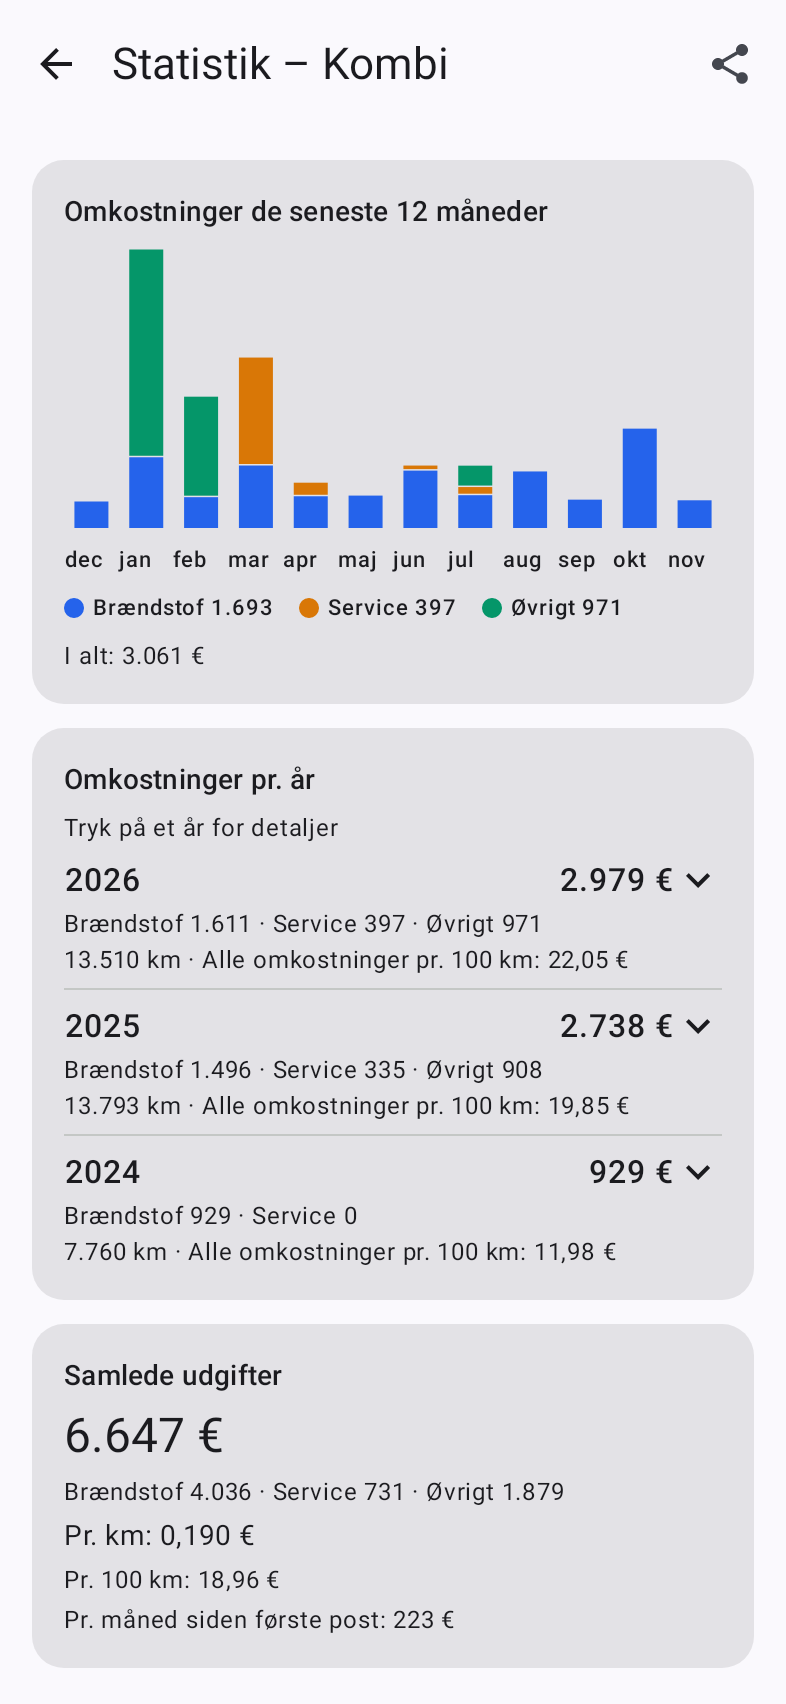 Statistik – Kombi
Omkostninger de seneste 12 måneder
dec jan feb mar apr maj jun jul aug sep okt nov
Brændstof 1.693 Service 397 Øvrigt 971
I alt: 3.061 €
Omkostninger pr. år
Tryk på et år for detaljer
2026 2.979 €
Brændstof 1.611 · Service 397 · Øvrigt 971
13.510 km · Alle omkostninger pr. 100 km: 22,05 €
2025 2.738 €
Brændstof 1.496 · Service 335 · Øvrigt 908
13.793 km · Alle omkostninger pr. 100 km: 19,85 €
2024 929 €
Brændstof 929 · Service 0
7.760 km · Alle omkostninger pr. 100 km: 11,98 €
Samlede udgifter
6.647 €
Brændstof 4.036 · Service 731 · Øvrigt 1.879
Pr. km: 0,190 €
Pr. 100 km: 18,96 €
Pr. måned siden første post: 223 €